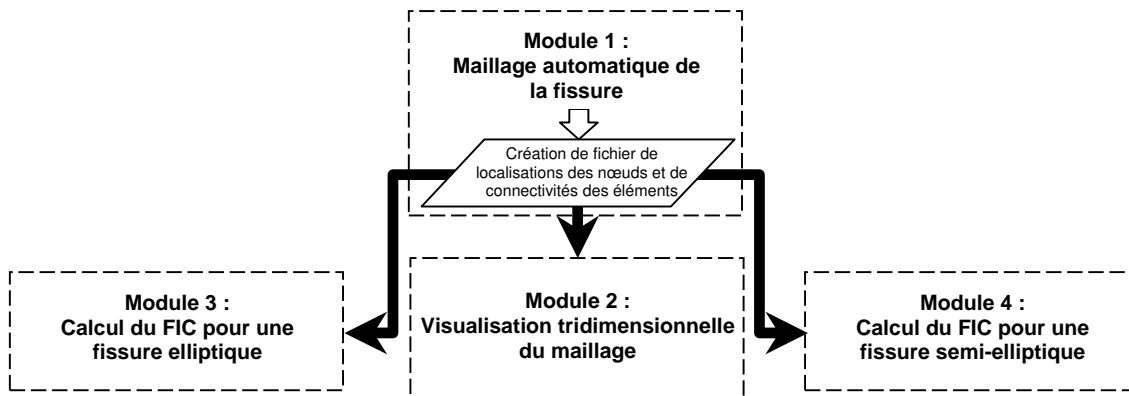 Module 1 :
Maillage automatique de
la fissure
Création de fichier de
localisations des nœuds et de
connectivités des éléments
Module 3 :
Calcul du FIC pour une
fissure elliptique
Module 2 :
Visualisation tridimensionnelle
du maillage
Module 4 :
Calcul du FIC pour une
fissure semi-elliptique